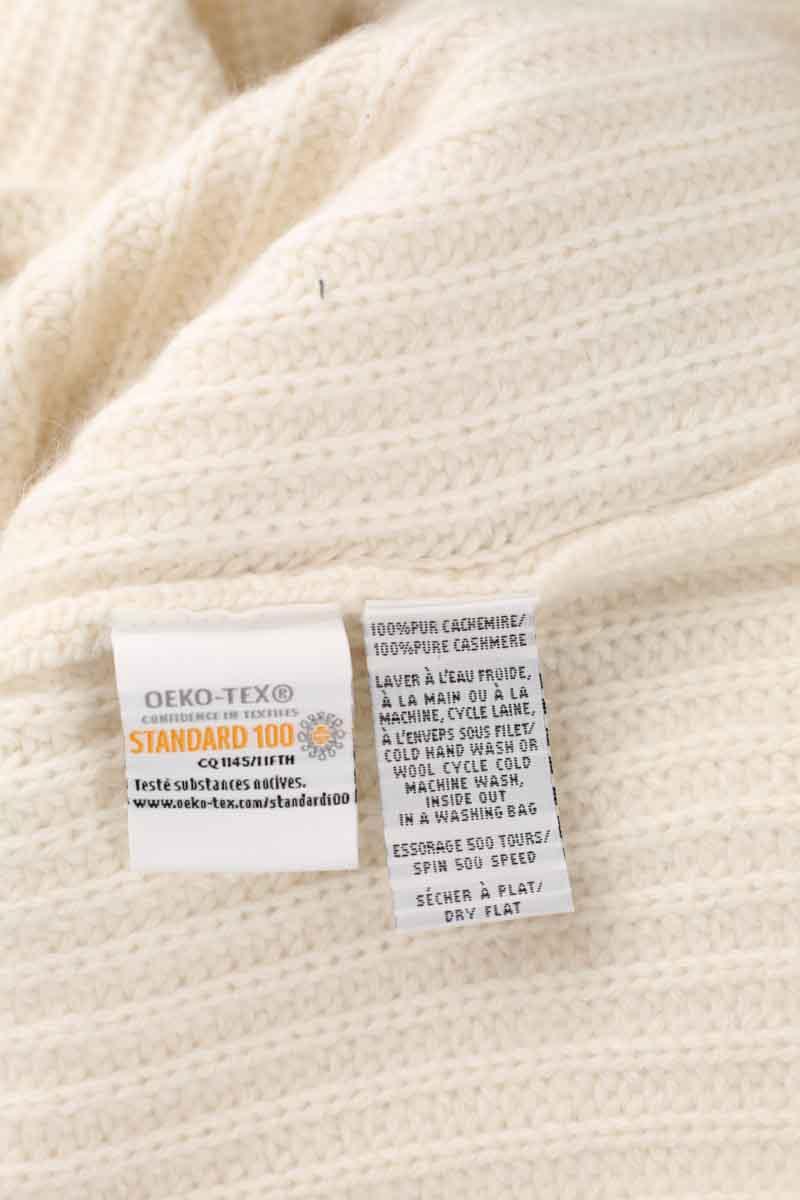 OEKO-TEX®
CONFIDENCE IN TEXTILES
STANDARD 100
CQ 1145/1 IFTH
Testé substances nocives.
www.oeko-tex.com/standard100
100%PUR CACHEMIRE/
100%PURE CASHMERE
LAVER À L'EAU FROIDE,
À LA MAIN OU À LA
MACHINE, CYCLE LAINE,
À L'ENVERS SOUS FILET/
COLD HAND WASH OR
WOOL CYCLE COLD
MACHINE WASH,
INSIDE OUT
IN A WASHING BAG
ESSORAGE 500 TOURS/
SPIN 500 SPEED
SÉCHER À PLAT/
DRY FLAT